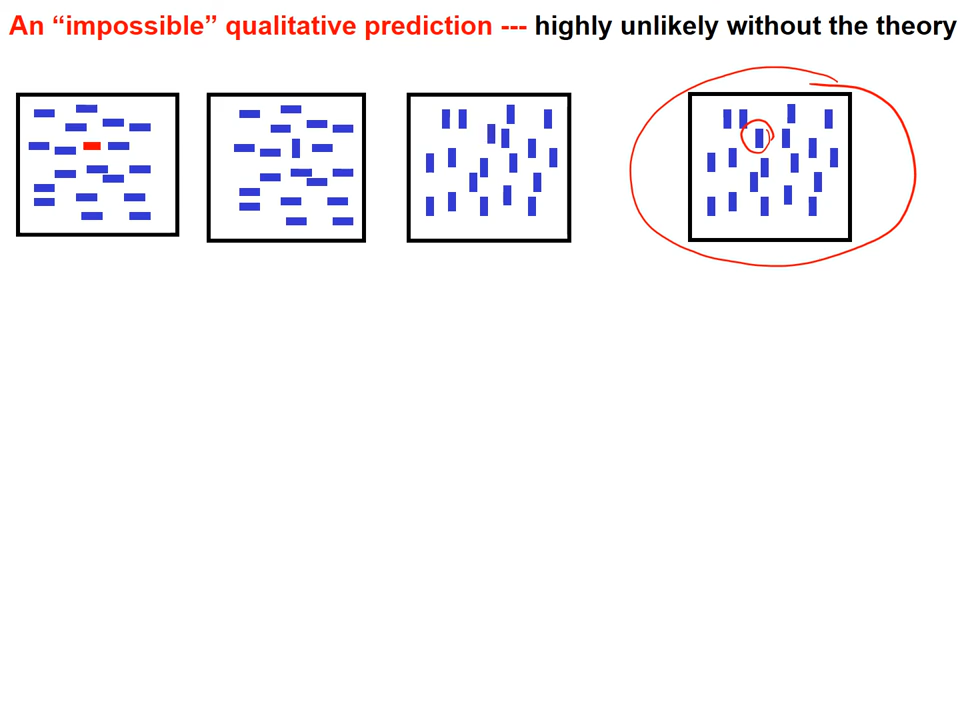 An “impossible” qualitative prediction --- highly unlikely without the theory